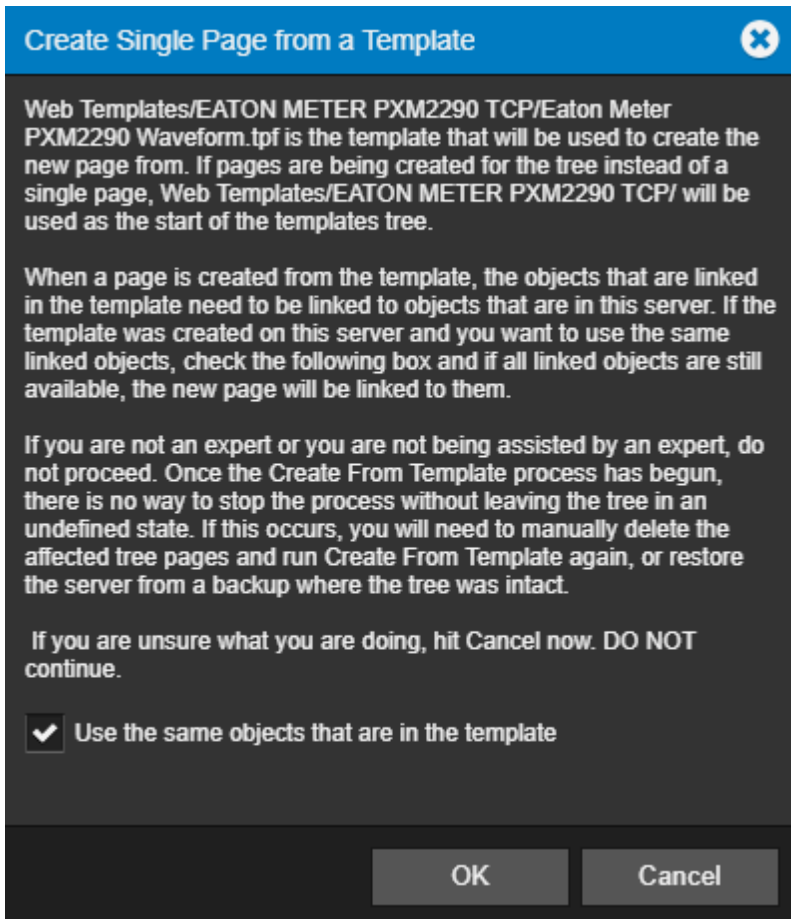 Create Single Page from a Template
Web Templates/EATON METER PXM2290 TCP/Eaton Meter
PXM2290 Waveform.tpf is the template that will be used to create the
new page from. If pages are being created for the tree instead of a
single page, Web Templates/EATON METER PXM2290 TCP/ will be
used as the start of the templates tree.
When a page is created from the template, the objects that are linked
in the template need to be linked to objects that are in this server. If the
template was created on this server and you want to use the same
linked objects, check the following box and if all linked objects are still
available, the new page will be linked to them.
If you are not an expert or you are not being assisted by an expert, do
not proceed. Once the Create From Template process has begun,
there is no way to stop the process without leaving the tree in an
undefined state. If this occurs, you will need to manually delete the
affected tree pages and run Create From Template again, or restore
the server from a backup where the tree was intact.
If you are unsure what you are doing, hit Cancel now. DO NOT
continue.
Use the same objects that are in the template
OK
Cancel